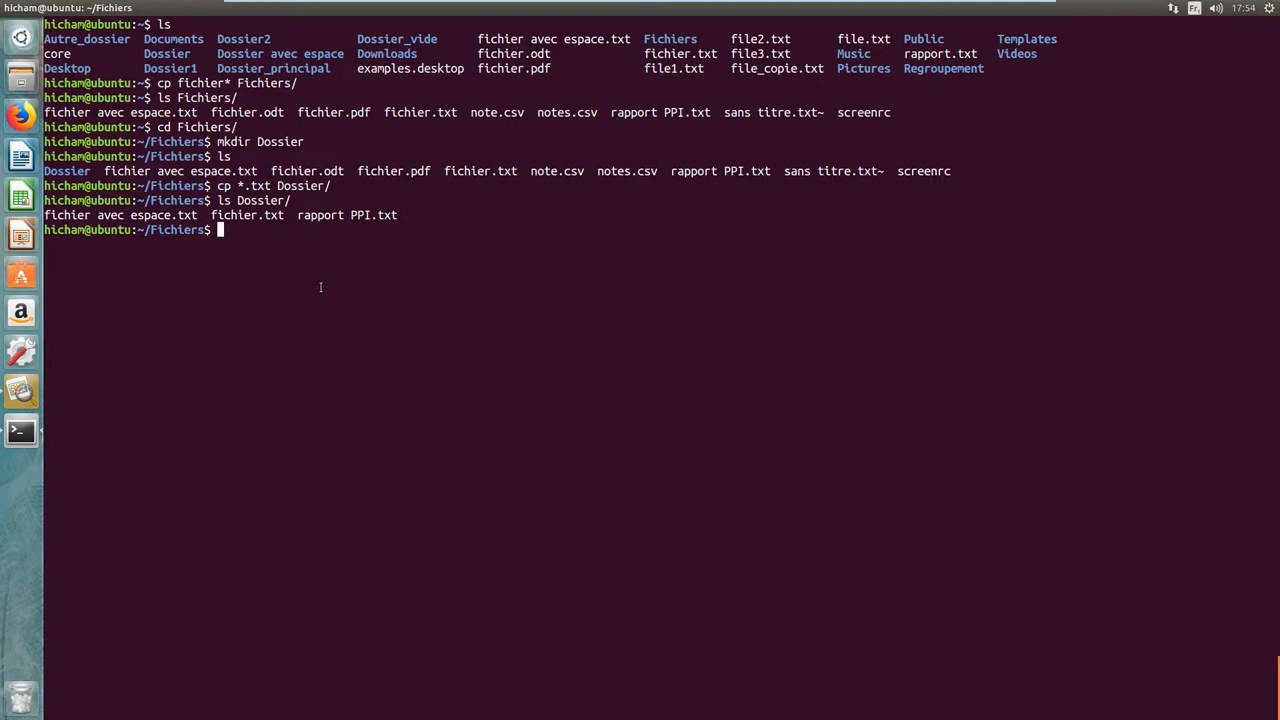 hicham@ubuntu: ~/Fichiers
Fr
17:54
hicham@ubuntu:~$ ls
Autre_dossier Documents Dossier2 Dossier_vide fichier avec espace.txt Fichiers file2.txt file.txt Public Templates
core Dossier Dossier avec espace Downloads fichier.odt fichier.txt file3.txt Music rapport.txt Videos
Desktop Dossier1 Dossier_principal examples.desktop fichier.pdf file1.txt file_copie.txt Pictures Regroupement
hicham@ubuntu:~$ cp fichier* Fichiers/
hicham@ubuntu:~$ ls Fichiers/
fichier avec espace.txt fichier.odt fichier.pdf fichier.txt note.csv notes.csv rapport PPI.txt sans titre.txt~ screenrc
hicham@ubuntu:~$ cd Fichiers/
hicham@ubuntu:~/Fichiers$ mkdir Dossier
hicham@ubuntu:~/Fichiers$ ls
Dossier fichier avec espace.txt fichier.odt fichier.pdf fichier.txt note.csv notes.csv rapport PPI.txt sans titre.txt~ screenrc
hicham@ubuntu:~/Fichiers$ cp *.txt Dossier/
hicham@ubuntu:~/Fichiers$ ls Dossier/
fichier avec espace.txt fichier.txt rapport PPI.txt
hicham@ubuntu:~/Fichiers$